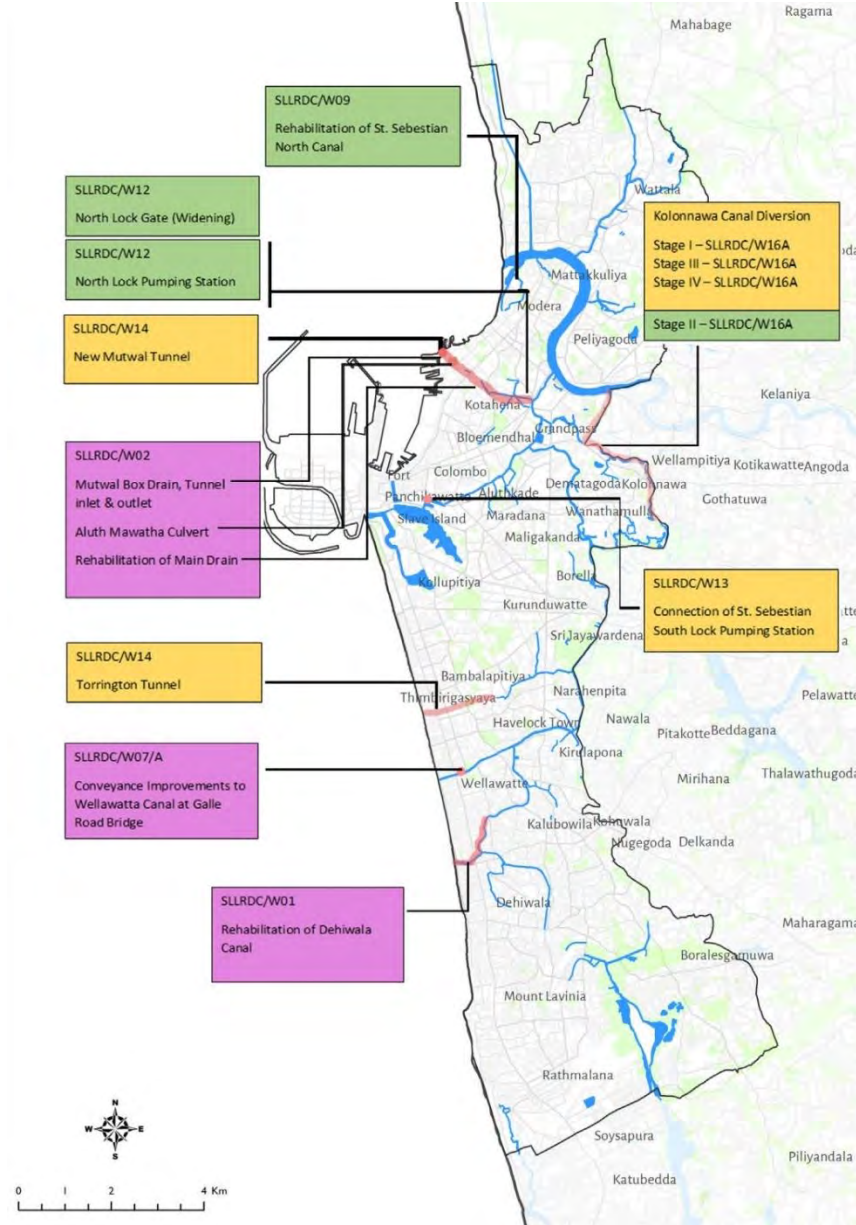 Ragama
Mahabage
SLLRDC/W09
Rehabilitation of St. Sebestian
North Canal
SLLRDC/W12
North Lock Gate (Widening)
SLLRDC/W12
North Lock Pumping Station
Wattala
Kolonnawa Canal Diversion
Stage I – SLLRDC/W16A
Stage III – SLLRDC/W16A
Stage IV – SLLRDC/W16A
Stage II – SLLRDC/W16A
Mattakkuliya
Modera
Peliyagoda
SLLRDC/W14
New Mutwal Tunnel
Kelaniya
Kotahena
Grandpass
Bloemendhal
SLLRDC/W02
Mutwal Box Drain, Tunnel
inlet & outlet
Aluth Mawatha Culvert
Rehabilitation of Main Drain
Wellampitiya
Kotikawatte
Angoda
Fort
Colombo
Dematagoda
Kolonnawa
Gothatuwa
Panchikawatte
Aluthkade
Slave Island
Maradana
Wanathamulla
Maligakanda
Kollupitiya
Borella
Kurunduwatte
SLLRDC/W13
Connection of St. Sebestian
South Lock Pumping Station
Sri Jayawardena
SLLRDC/W14
Torrington Tunnel
Bambalapitiya
Thimbirigasyaya
Narahenpita
Pelawatte
Havelock Town
Nawala
Pitakotte
Beddagana
Kirulapona
SLLRDC/W07/A
Conveyance Improvements to
Wellawatta Canal at Galle
Road Bridge
Wellawatte
Mirihana
Thalawathugoda
Kalubowila
Kohuwala
Nugegoda
Delkanda
SLLRDC/W01
Rehabilitation of Dehiwala
Canal
Dehiwala
Maharagama
Boralesgamuwa
Mount Lavinia
Rathmalana
N
W
E
S
Soysapura
Piliyandala
Katubedda
0 1 2 4 Km